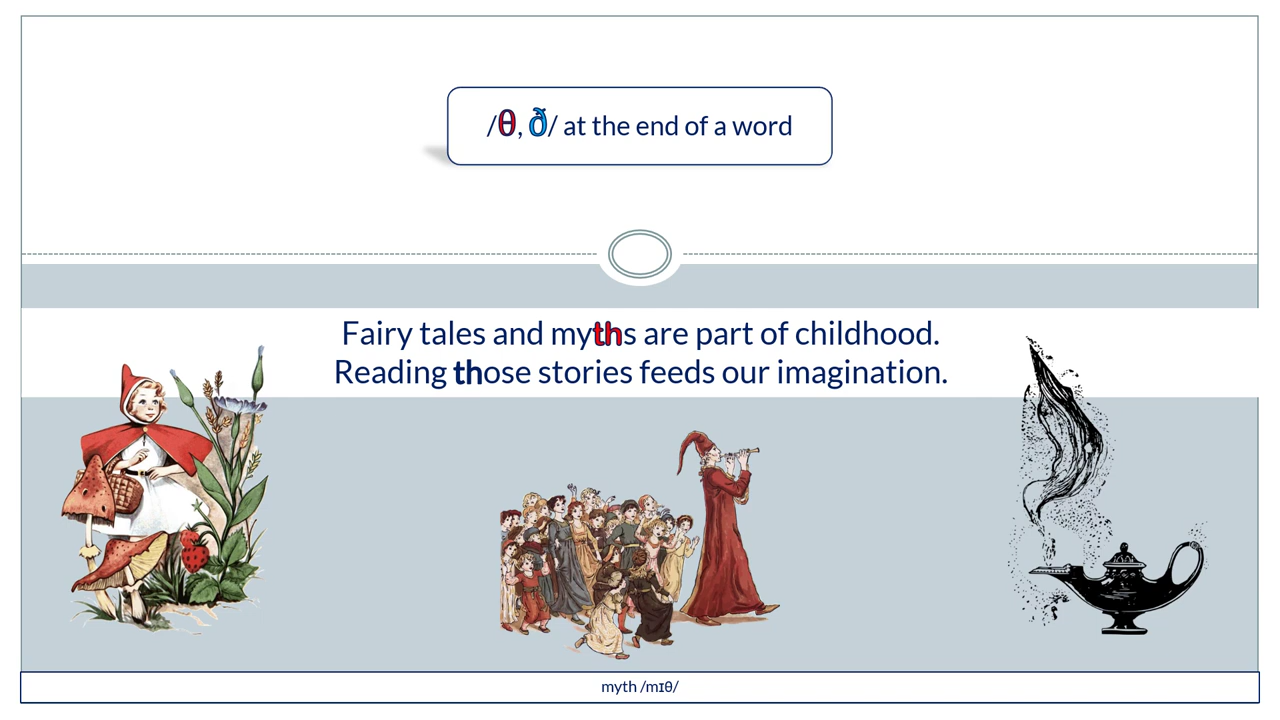 /θ, ð/ at the end of a word
Fairy tales and myths are part of childhood.
Reading those stories feeds our imagination.
myth /mɪθ/